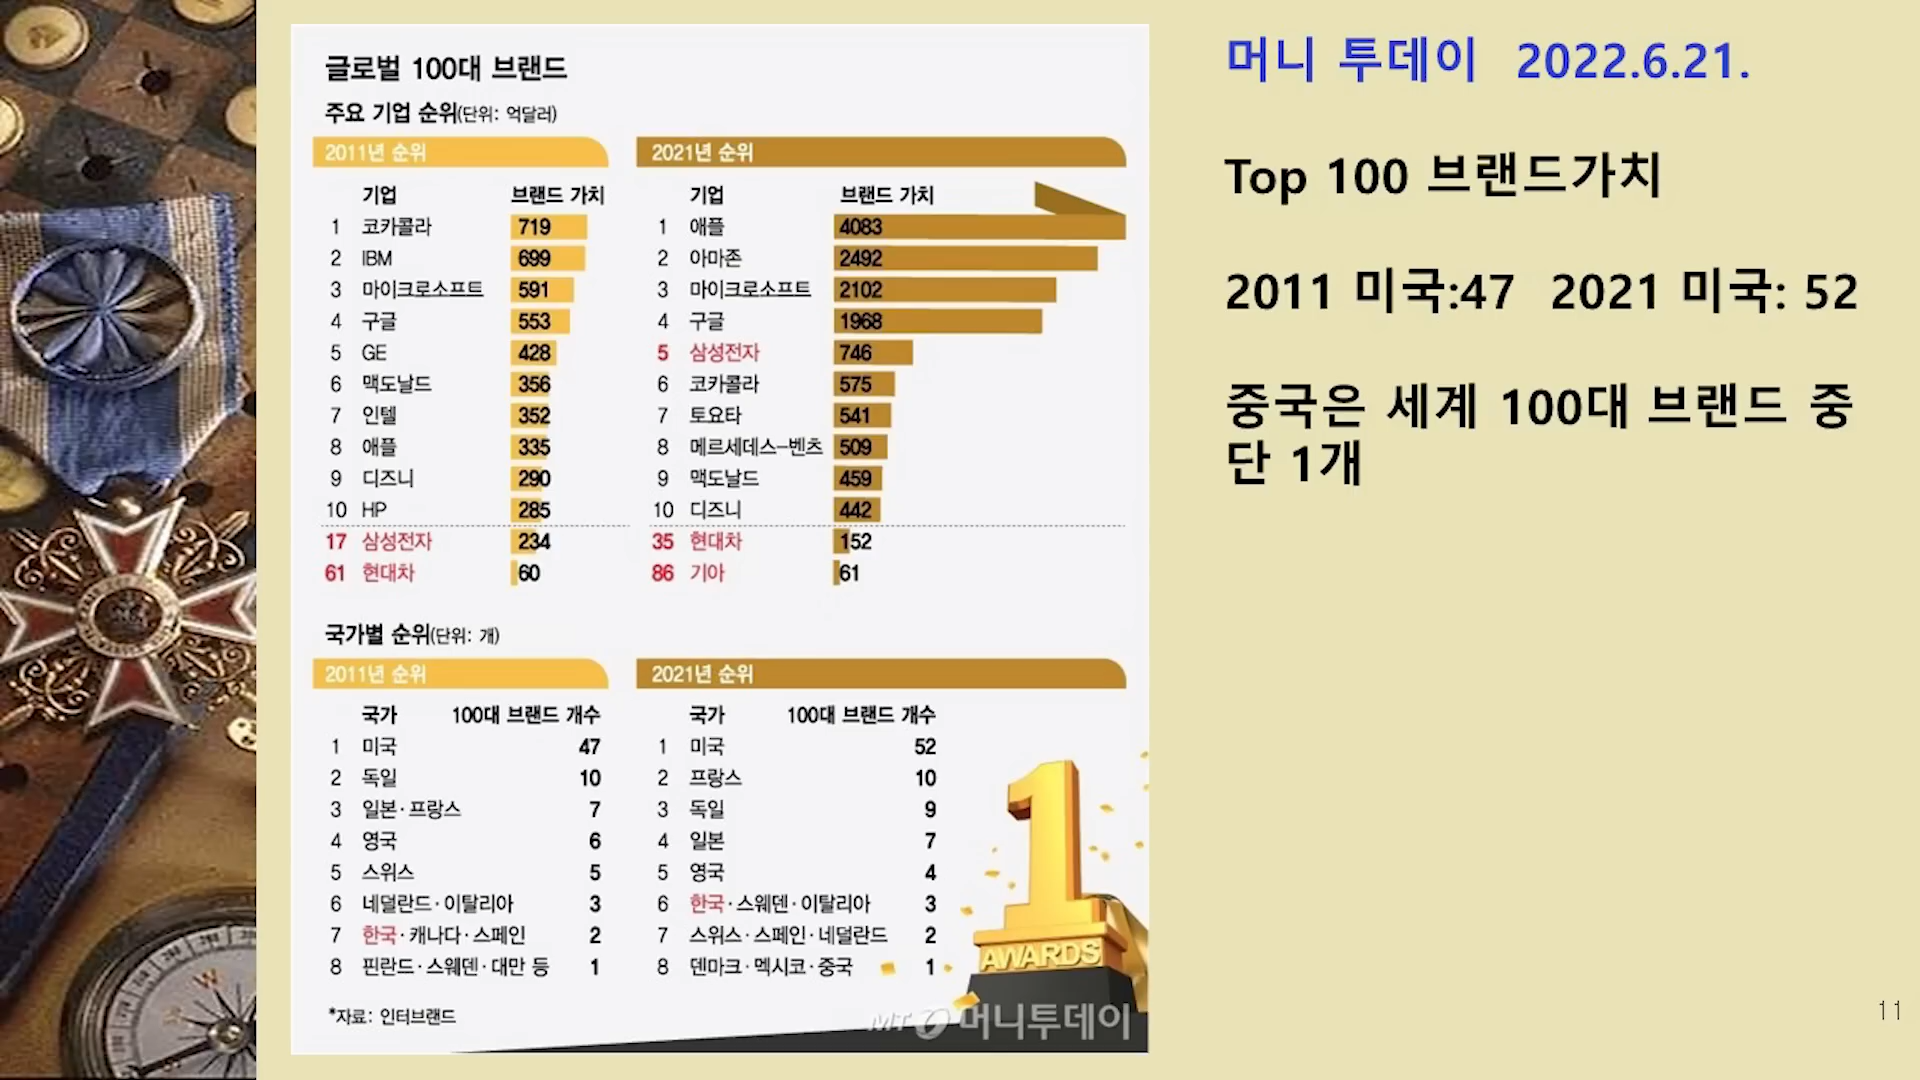 글로벌 100대 브랜드
주요 기업 순위(단위: 억달러)
2011년 순위
기업 브랜드 가치
1 코카콜라 719
2 IBM 699
3 마이크로소프트 591
4 구글 553
5 GE 428
6 맥도날드 356
7 인텔 352
8 애플 335
9 디즈니 290
10 HP 285
17 삼성전자 234
61 현대차 60
2021년 순위
기업 브랜드 가치
1 애플 4083
2 아마존 2492
3 마이크로소프트 2102
4 구글 1968
5 삼성전자 746
6 코카콜라 575
7 토요타 541
8 메르세데스-벤츠 509
9 맥도날드 459
10 디즈니 442
35 현대차 152
86 기아 61
국가별 순위(단위: 개)
2011년 순위
국가 100대 브랜드 개수
1 미국 47
2 독일 10
3 일본·프랑스 7
4 영국 6
5 스위스 5
6 네덜란드·이탈리아 3
7 한국·캐나다·스페인 2
8 핀란드·스웨덴·대만 등 1
2021년 순위
국가 100대 브랜드 개수
1 미국 52
2 프랑스 10
3 독일 9
4 일본 7
5 영국 4
6 한국·스웨덴·이탈리아 3
7 스위스·스페인·네덜란드 2
8 덴마크·멕시코·중국 1
1
AWARDS
*자료: 인터브랜드
MT 머니투데이
머니 투데이 2022.6.21.
Top 100 브랜드가치
2011 미국:47 2021 미국: 52
중국은 세계 100대 브랜드 중
단 1개
11